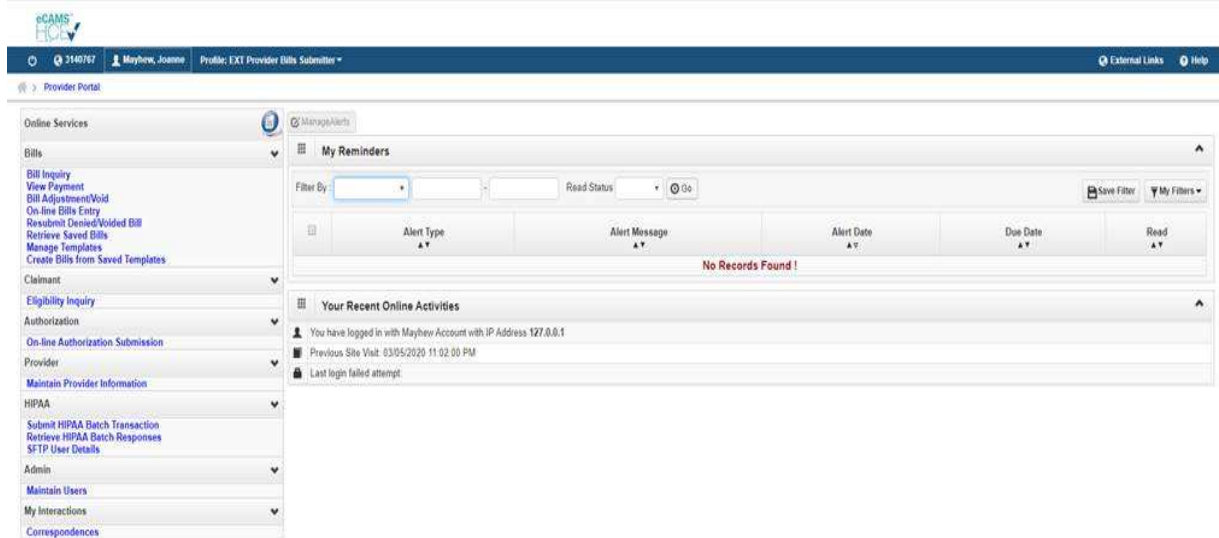 eCAMS
HCE
3140767 Mayhew, Joanne Profile: EXT Provider Bills Submitter External Links Help
> Provider Portal
Online Services
Bills
Bill Inquiry
View Payment
Bill Adjustment/Void
On-line Bills Entry
Resubmit Denied/Voided Bill
Retrieve Saved Bills
Manage Templates
Create Bills from Saved Templates
Claimant
Eligibility Inquiry
Authorization
On-line Authorization Submission
Provider
Maintain Provider Information
HIPAA
Submit HIPAA Batch Transaction
Retrieve HIPAA Batch Responses
SFTP User Details
Admin
Maintain Users
My Interactions
Correspondences
ManageAlerts
My Reminders
Filter By : - Read Status Go Save Filter My Filters
Alert Type Alert Message Alert Date Due Date Read
No Records Found !
Your Recent Online Activities
You have logged in with Mayhew Account with IP Address 127.0.0.1
Previous Site Visit: 03/05/2020 11:02:00 PM
Last login failed attempt: